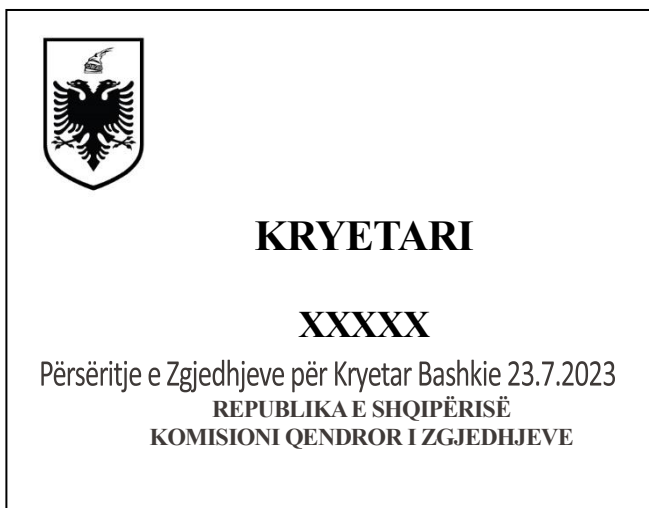 KRYETARI
XXXXX
Përsëritje e Zgjedhjeve për Kryetar Bashkie 23.7.2023
REPUBLIKA E SHQIPËRISË
KOMISIONI QENDROR I ZGJEDHJEVE